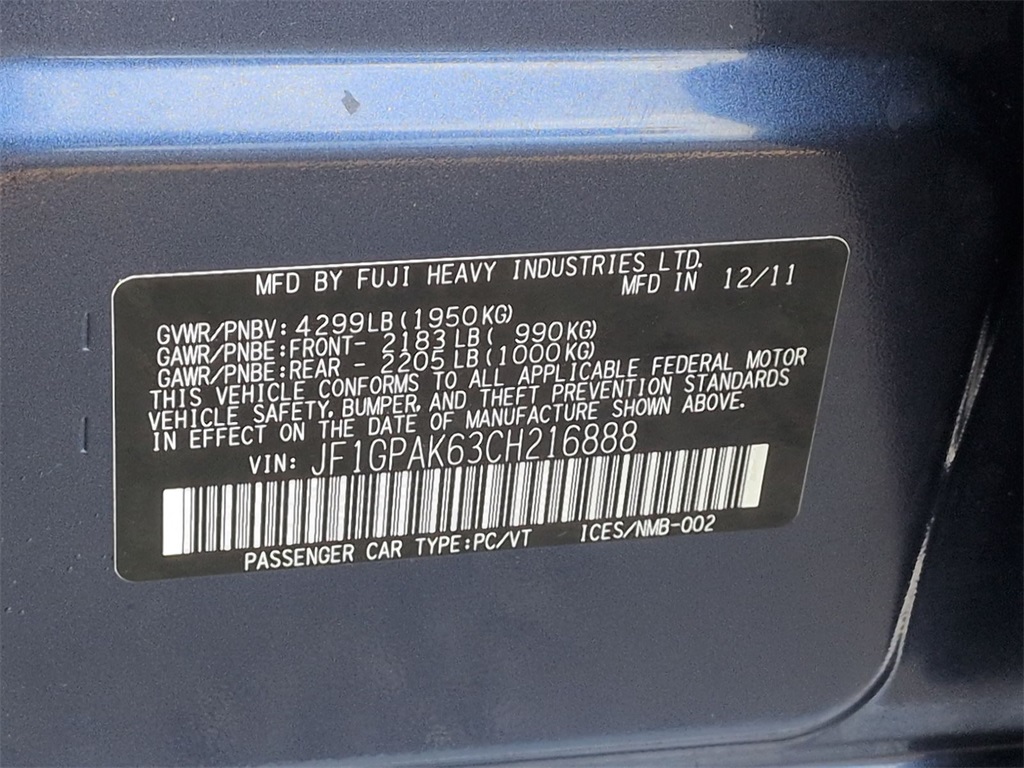 MFD BY FUJI HEAVY INDUSTRIES LTD.
MFD IN 12/11
GVWR/PNBV: 4299LB(1950KG)
GAWR/PNBE:FRONT- 2183LB( 990KG)
GAWR/PNBE:REAR - 2205LB(1000KG)
THIS VEHICLE CONFORMS TO ALL APPLICABLE FEDERAL MOTOR
VEHICLE SAFETY, BUMPER, AND THEFT PREVENTION STANDARDS
IN EFFECT ON THE DATE OF MANUFACTURE SHOWN ABOVE.
VIN: JF1GPAK63CH216888
PASSENGER CAR TYPE:PC/VT ICES/NMB-002